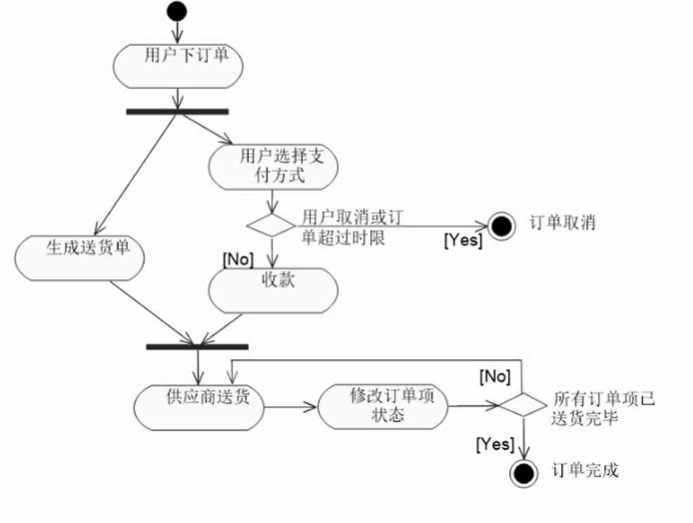 用户下订单
用户选择支
付方式
用户取消或订
单超过时限
[Yes]
订单取消
生成送货单
[No]
收款
供应商送货
修改订单项
状态
[No]
所有订单项已
送货完毕
[Yes]
订单完成